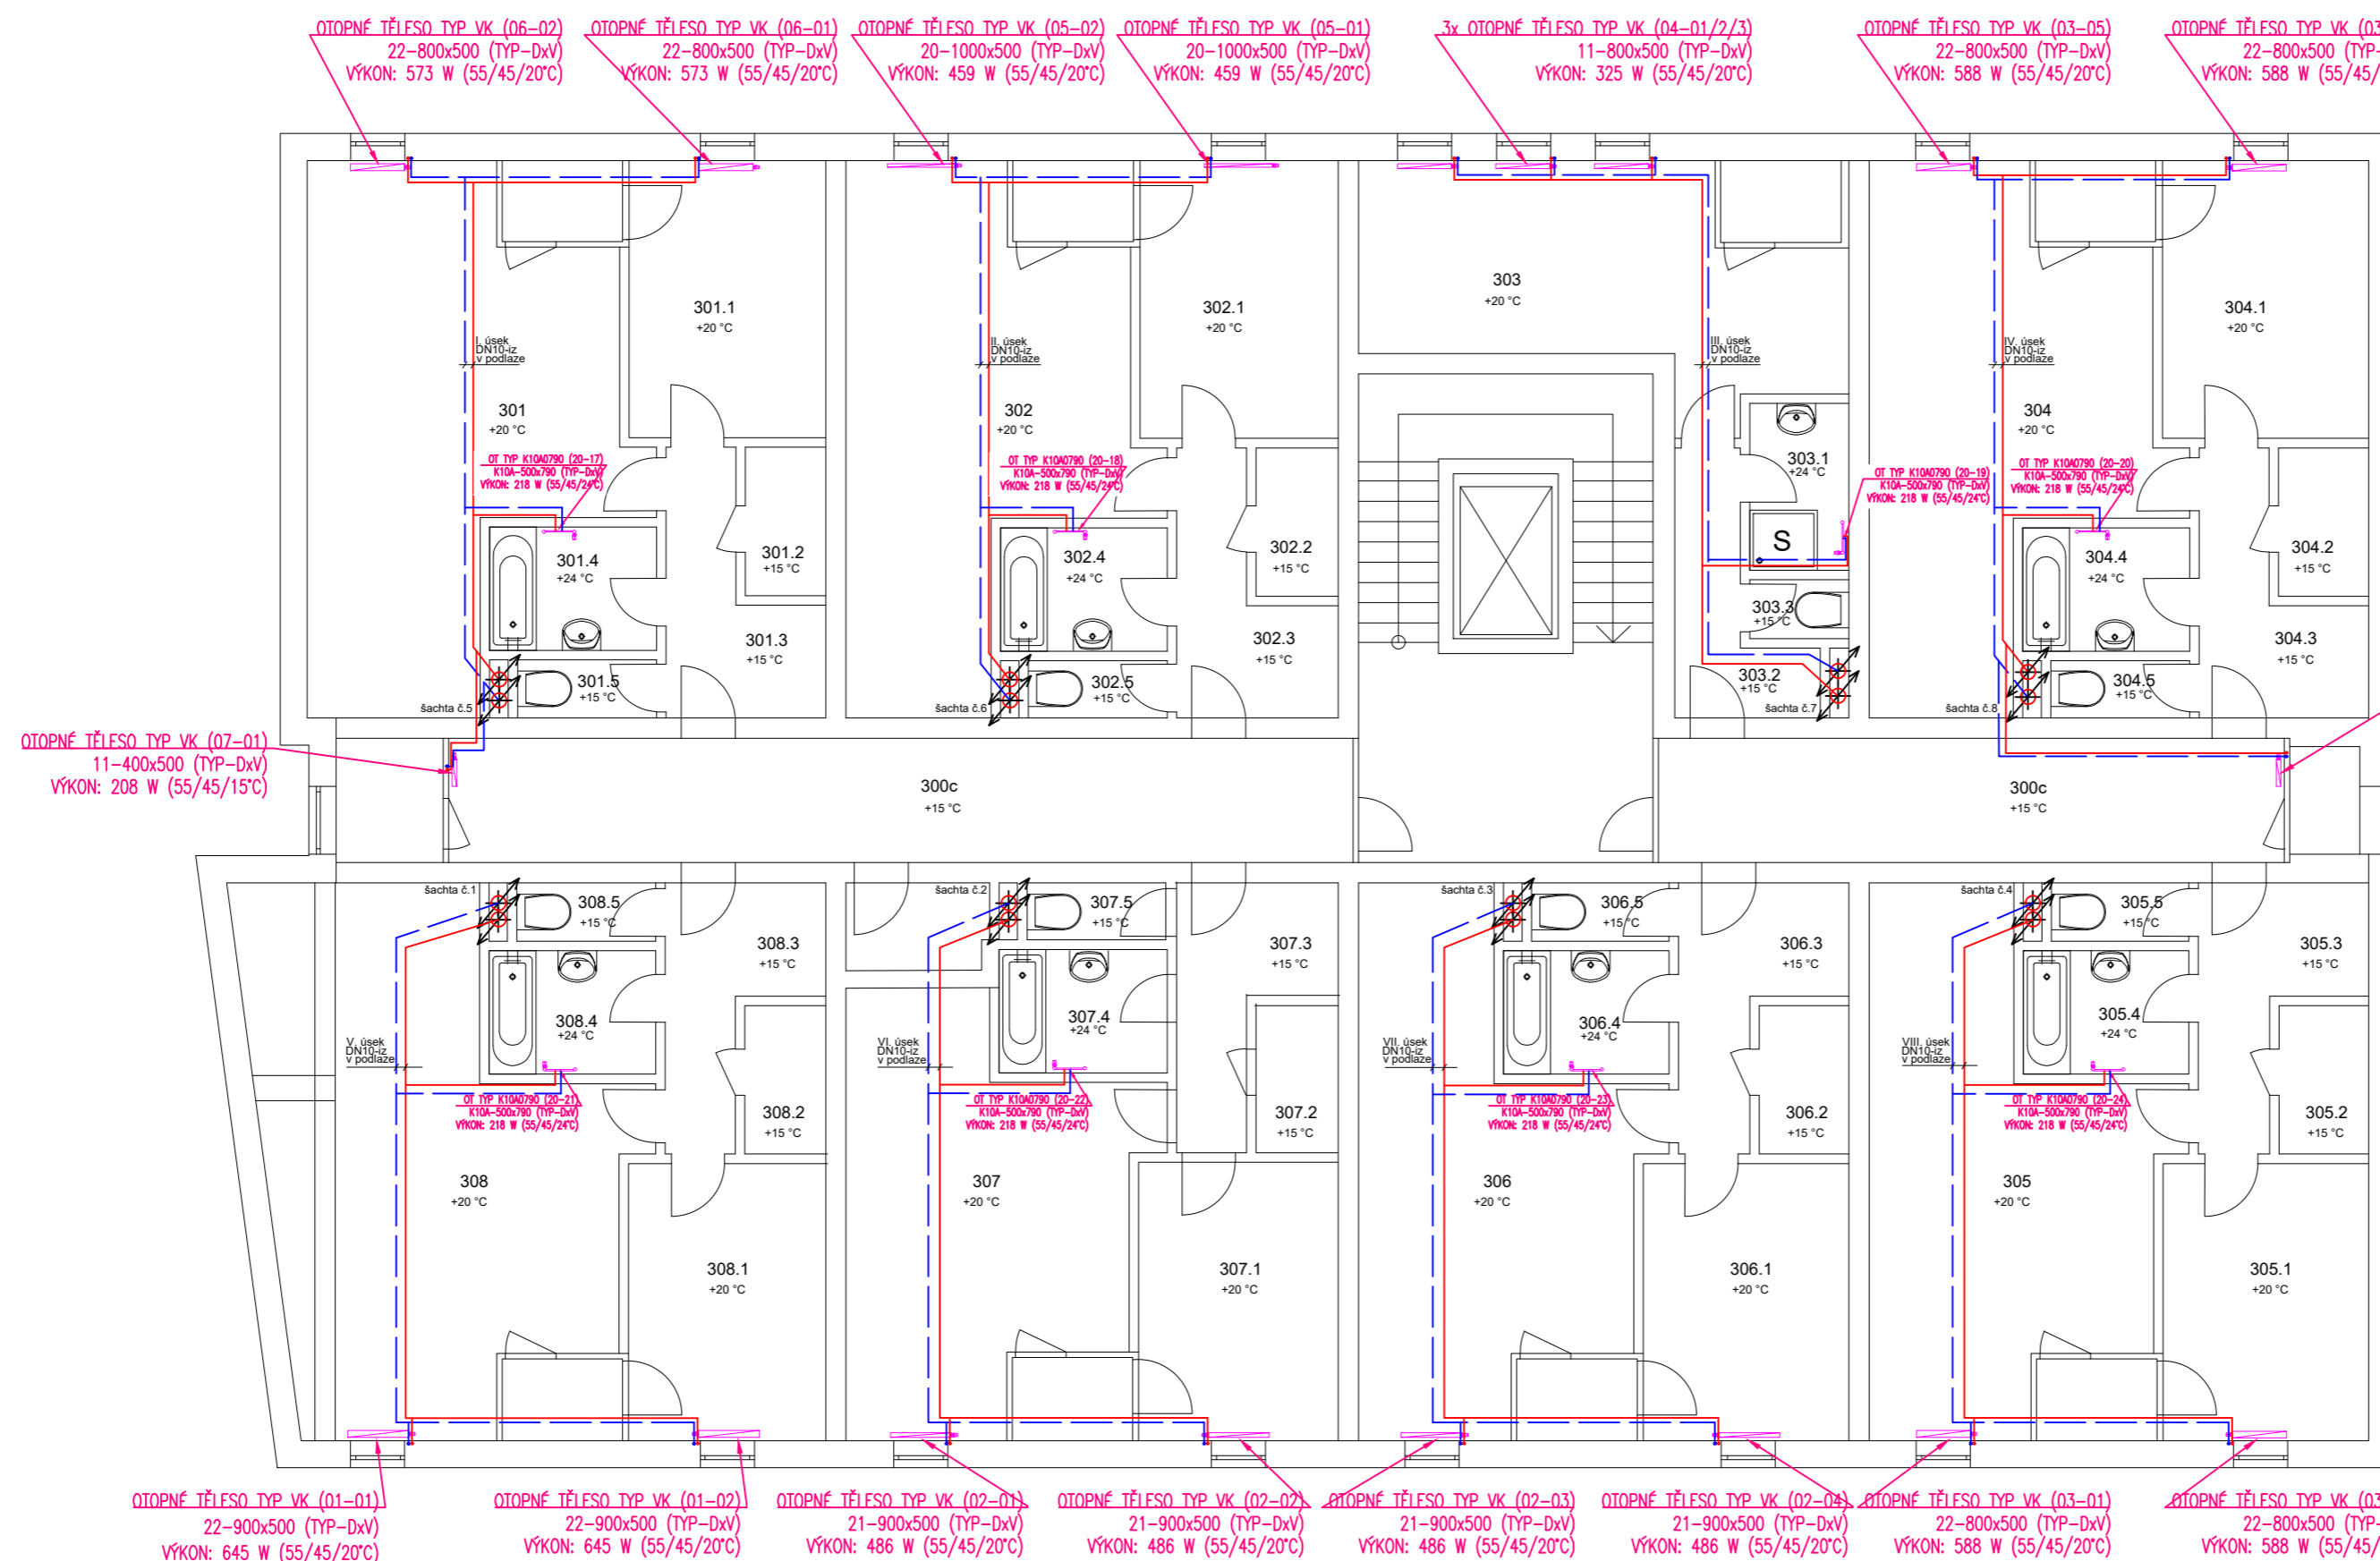 OTOPNÉ TĚLESO TYP VK (06-02)
22-800x500 (TYP-DxV)
VÝKON: 573 W (55/45/20°C)
OTOPNÉ TĚLESO TYP VK (06-01)
22-800x500 (TYP-DxV)
VÝKON: 573 W (55/45/20°C)
OTOPNÉ TĚLESO TYP VK (05-02)
20-1000x500 (TYP-DxV)
VÝKON: 459 W (55/45/20°C)
OTOPNÉ TĚLESO TYP VK (05-01)
20-1000x500 (TYP-DxV)
VÝKON: 459 W (55/45/20°C)
3x OTOPNÉ TĚLESO TYP VK (04-01/2/3)
11-800x500 (TYP-DxV)
VÝKON: 325 W (55/45/20°C)
OTOPNÉ TĚLESO TYP VK (03-05)
22-800x500 (TYP-DxV)
VÝKON: 588 W (55/45/20°C)
OTOPNÉ TĚLESO TYP VK (03
22-800x500 (TYP-
VÝKON: 588 W (55/45/
301.1
+20 °C
302.1
+20 °C
303
+20 °C
304.1
+20 °C
I. úsek
DN10-iz
v podlaze
II. úsek
DN10-iz
v podlaze
III. úsek
DN10-iz
v podlaze
IV. úsek
DN10-iz
v podlaze
301
+20 °C
302
+20 °C
304
+20 °C
OT TYP K10A0790 (20-17)
K10A-500x790 (TYP-DxV)
VÝKON: 218 W (55/45/24°C)
OT TYP K10A0790 (20-18)
K10A-500x790 (TYP-DxV)
VÝKON: 218 W (55/45/24°C)
303.1
+24 °C
OT TYP K10A0790 (20-19)
K10A-500x790 (TYP-DxV)
VÝKON: 218 W (55/45/24°C)
OT TYP K10A0790 (20-20)
K10A-500x790 (TYP-DxV)
VÝKON: 218 W (55/45/24°C)
S
301.4
+24 °C
301.2
+15 °C
302.4
+24 °C
302.2
+15 °C
304.4
+24 °C
304.2
+15 °C
303.3
+15 °C
301.3
+15 °C
302.3
+15 °C
304.3
+15 °C
301.5
+15 °C
302.5
+15 °C
303.2
+15 °C
304.5
+15 °C
šachta č.5
šachta č.6
šachta č.7
šachta č.8
OTOPNÉ TĚLESO TYP VK (07-01)
11-400x500 (TYP-DxV)
VÝKON: 208 W (55/45/15°C)
300c
+15 °C
300c
+15 °C
šachta č.1
šachta č.2
šachta č.3
šachta č.4
308.5
+15 °C
307.5
+15 °C
306.5
+15 °C
305.5
+15 °C
308.3
+15 °C
307.3
+15 °C
306.3
+15 °C
305.3
+15 °C
308.4
+24 °C
307.4
+24 °C
306.4
+24 °C
305.4
+24 °C
V. úsek
DN10-iz
v podlaze
VI. úsek
DN10-iz
v podlaze
VII. úsek
DN10-iz
v podlaze
VIII. úsek
DN10-iz
v podlaze
OT TYP K10A0790 (20-21)
K10A-500x790 (TYP-DxV)
VÝKON: 218 W (55/45/24°C)
OT TYP K10A0790 (20-22)
K10A-500x790 (TYP-DxV)
VÝKON: 218 W (55/45/24°C)
OT TYP K10A0790 (20-23)
K10A-500x790 (TYP-DxV)
VÝKON: 218 W (55/45/24°C)
OT TYP K10A0790 (20-24)
K10A-500x790 (TYP-DxV)
VÝKON: 218 W (55/45/24°C)
308.2
+15 °C
307.2
+15 °C
306.2
+15 °C
305.2
+15 °C
308
+20 °C
307
+20 °C
306
+20 °C
305
+20 °C
308.1
+20 °C
307.1
+20 °C
306.1
+20 °C
305.1
+20 °C
OTOPNÉ TĚLESO TYP VK (01-01)
22-900x500 (TYP-DxV)
VÝKON: 645 W (55/45/20°C)
OTOPNÉ TĚLESO TYP VK (01-02)
22-900x500 (TYP-DxV)
VÝKON: 645 W (55/45/20°C)
OTOPNÉ TĚLESO TYP VK (02-01)
21-900x500 (TYP-DxV)
VÝKON: 486 W (55/45/20°C)
OTOPNÉ TĚLESO TYP VK (02-02)
21-900x500 (TYP-DxV)
VÝKON: 486 W (55/45/20°C)
OTOPNÉ TĚLESO TYP VK (02-03)
21-900x500 (TYP-DxV)
VÝKON: 486 W (55/45/20°C)
OTOPNÉ TĚLESO TYP VK (02-04)
21-900x500 (TYP-DxV)
VÝKON: 486 W (55/45/20°C)
OTOPNÉ TĚLESO TYP VK (03-01)
22-800x500 (TYP-DxV)
VÝKON: 588 W (55/45/20°C)
OTOPNÉ TĚLESO TYP VK (03
22-800x500 (TYP-
VÝKON: 588 W (55/45/